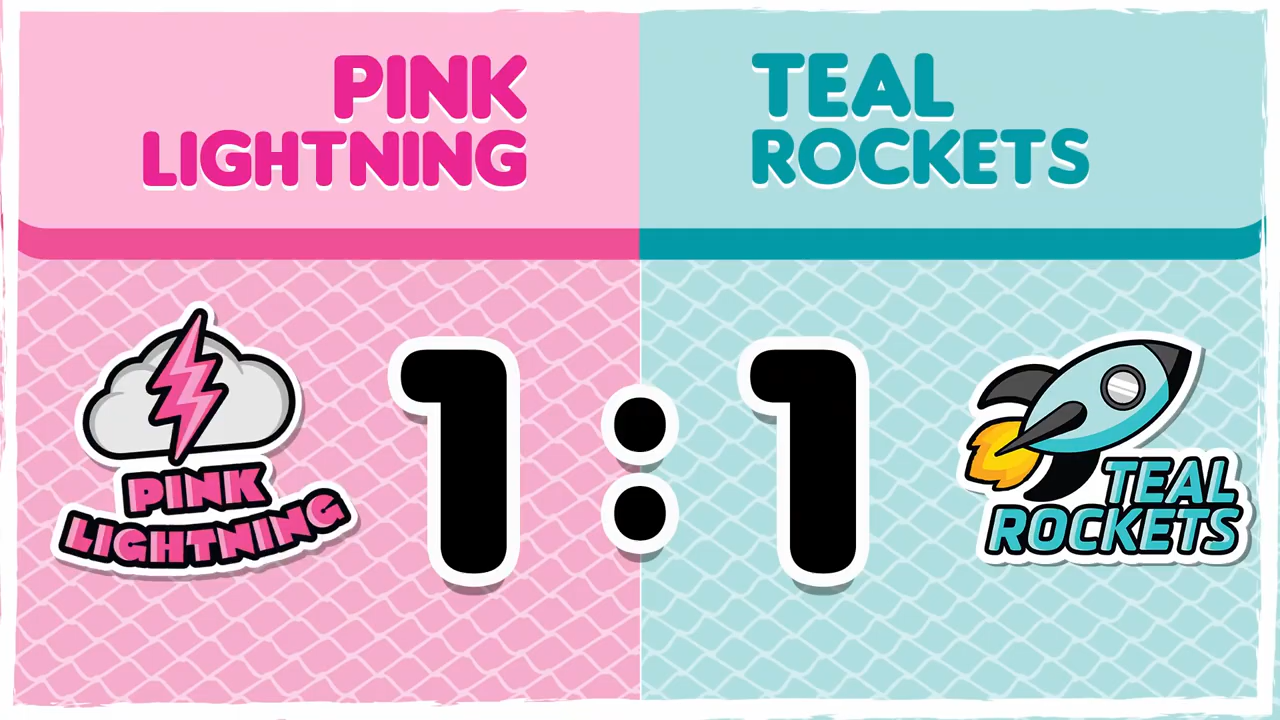 PINK
LIGHTNING
TEAL
ROCKETS
1:1
PINK
LIGHTNING
TEAL
ROCKETS